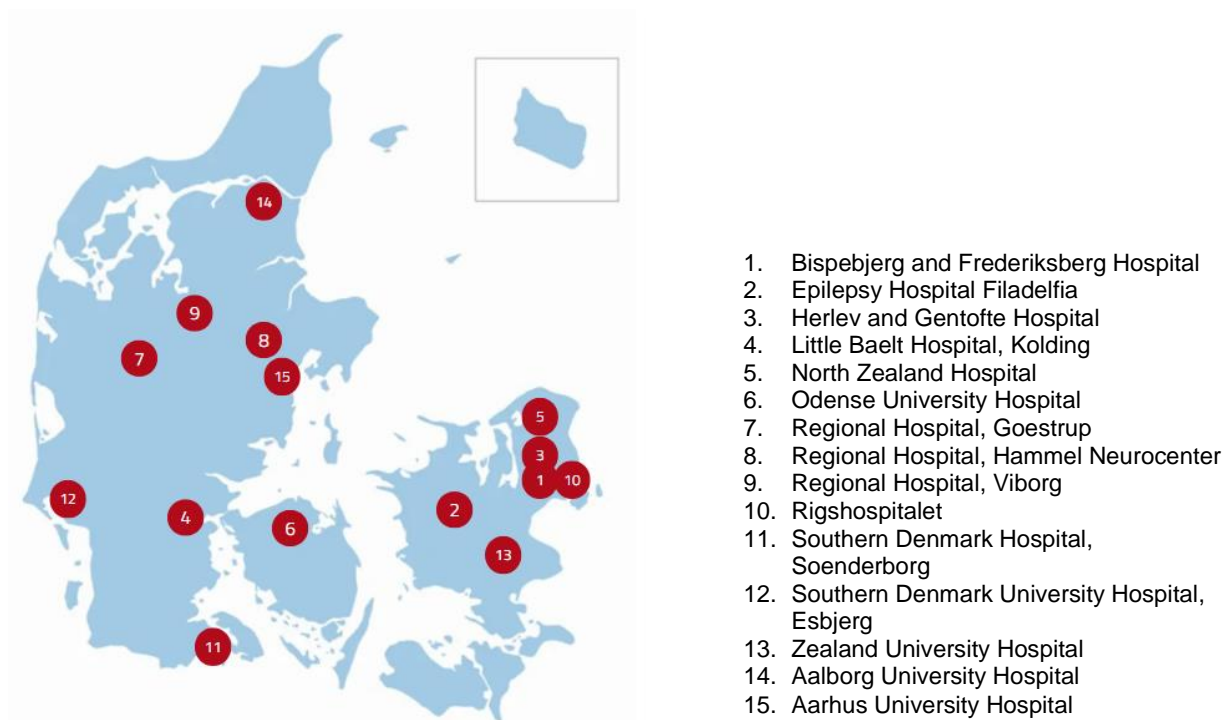 14
9
8
7
15
5
3
12
1
10
2
4
6
13
11
1. Bispebjerg and Frederiksberg Hospital
2. Epilepsy Hospital Filadelfia
3. Herlev and Gentofte Hospital
4. Little Baelt Hospital, Kolding
5. North Zealand Hospital
6. Odense University Hospital
7. Regional Hospital, Goestrup
8. Regional Hospital, Hammel Neurocenter
9. Regional Hospital, Viborg
10. Rigshospitalet
11. Southern Denmark Hospital,
Soenderborg
12. Southern Denmark University Hospital,
Esbjerg
13. Zealand University Hospital
14. Aalborg University Hospital
15. Aarhus University Hospital